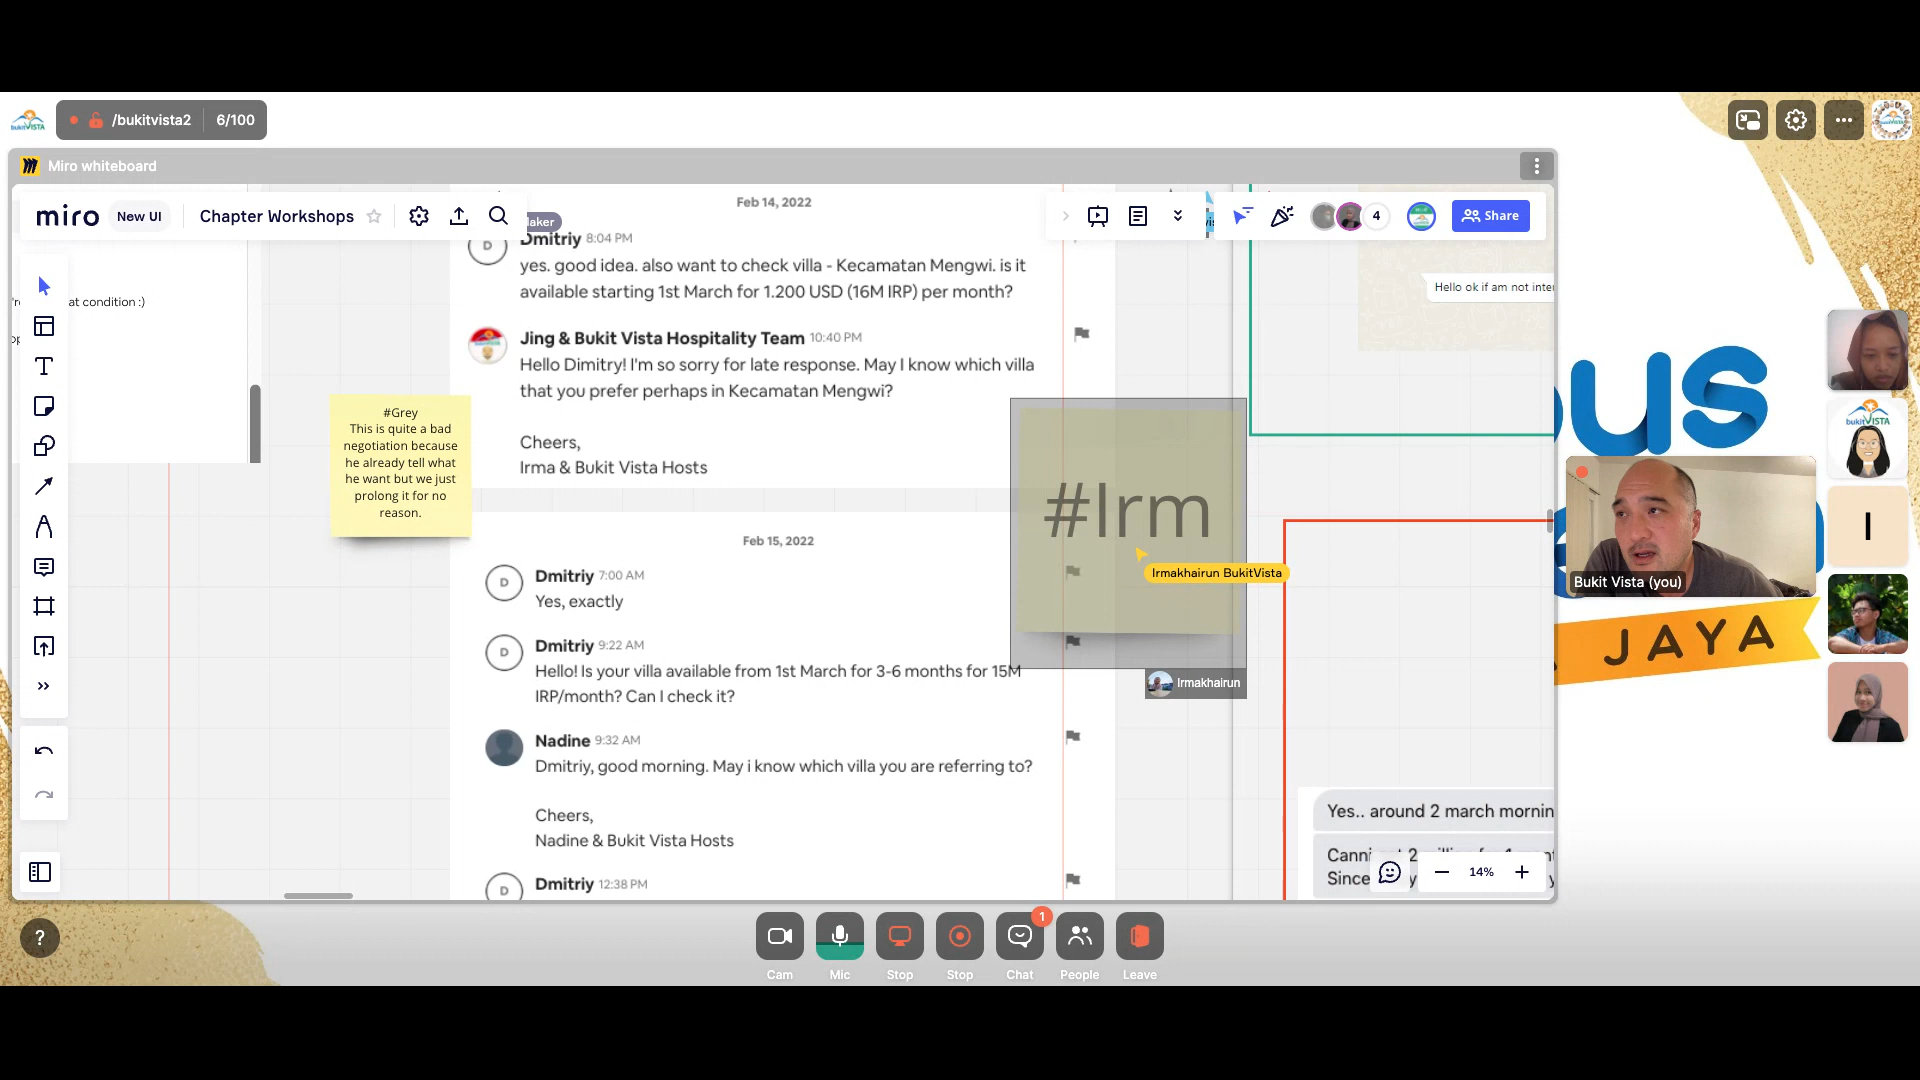 bukitVISTA
/bukitvista2
6/100
Miro whiteboard
miro
New UI
Chapter Workshops
Share
4
at condition :)
Feb 14, 2022
Dmitriy 8:04 PM
D
yes. good idea. also want to check villa - Kecamatan Mengwi. is it
available starting 1st March for 1.200 USD (16M IRP) per month?
Jing & Bukit Vista Hospitality Team 10:40 PM
Hello Dimitry! I'm so sorry for late response. May I know which villa
that you prefer perhaps in Kecamatan Mengwi?
Cheers,
Irma & Bukit Vista Hosts
#Grey
This is quite a bad
negotiation because
he already tell what
he want but we just
prolong it for no
reason.
#Irm
Irmakhairun BukitVista
Irmakhairun
Feb 15, 2022
D
Dmitriy 7:00 AM
Yes, exactly
D
Dmitriy 9:22 AM
Hello! Is your villa available from 1st March for 3-6 months for 15M
IRP/month? Can I check it?
Nadine 9:32 AM
Dmitriy, good morning. May i know which villa you are referring to?
Cheers,
Nadine & Bukit Vista Hosts
D
Dmitriy 12:38 PM
Hello ok if am not inter
Yes.. around 2 march mornin
Since
14%
bukitVISTA
I
Bukit Vista (you)
JAYA
?
1
Cam
Mic
Stop
Stop
Chat
People
Leave